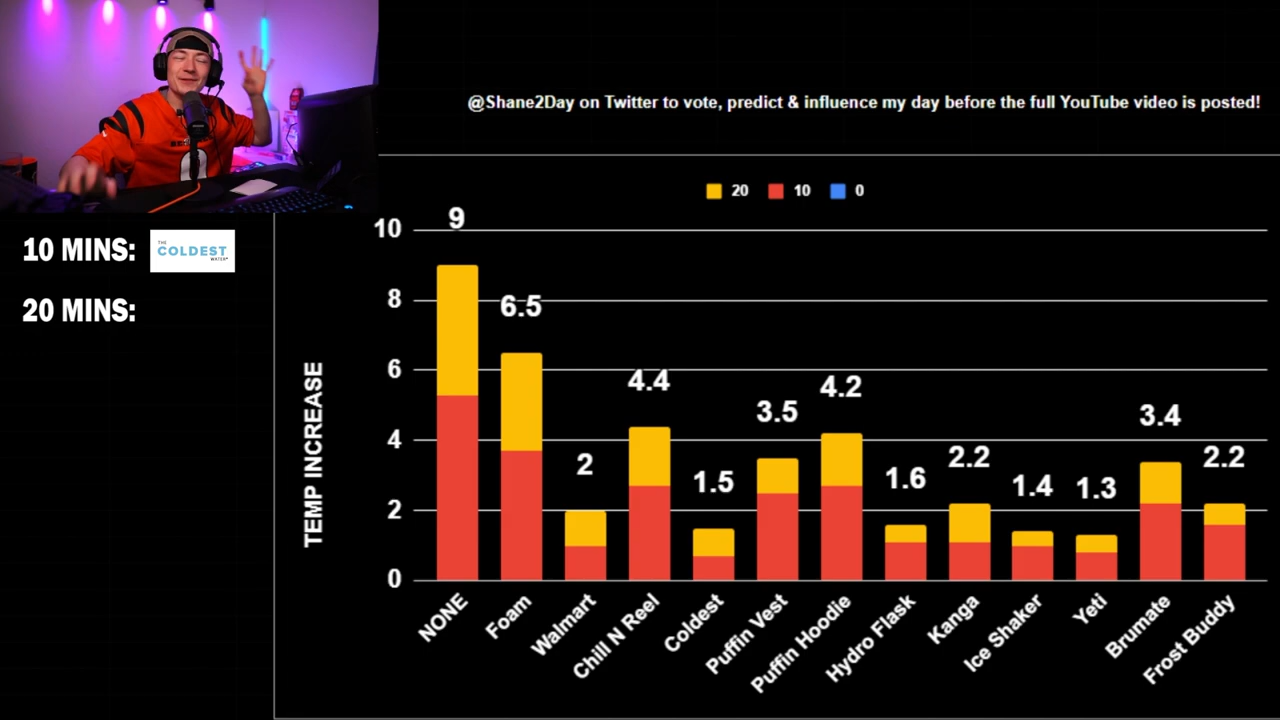 @Shane2Day on Twitter to vote, predict & influence my day before the full YouTube video is posted!
20 10 0
10 MINS: THE COLDEST WATER
20 MINS:
TEMP INCREASE
10
8
6
4
2
0
9
6.5
2
4.4
1.5
3.5
4.2
1.6
2.2
1.4
1.3
3.4
2.2
NONE
Foam
Walmart
Chill N Reel
Coldest
Puffin Vest
Puffin Hoodie
Hydro Flask
Kanga
Ice Shaker
Yeti
Brumate
Frost Buddy